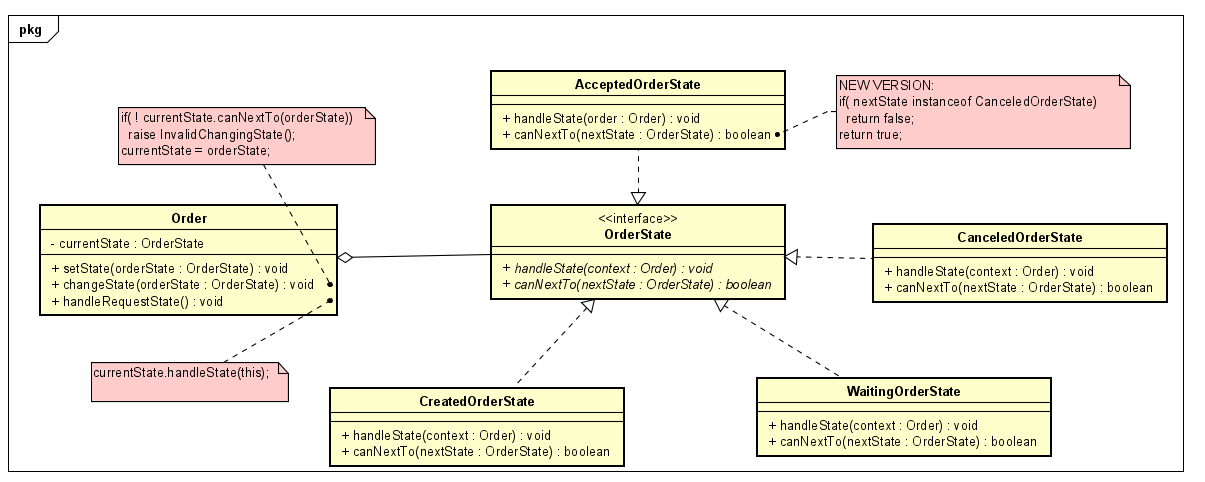 pkg
AcceptedOrderState
+ handleState(order : Order) : void
+ canNextTo(nextState : OrderState) : boolean
NEW VERSION:
if( nextState instanceof CanceledOrderState)
return false;
return true;
if( ! currentState.canNextTo(orderState))
raise InvalidChangingState();
currentState = orderState;
Order
- currentState : OrderState
+ setState(orderState : OrderState) : void
+ changeState(orderState : OrderState) : void
+ handleRequestState() : void
<<interface>>
OrderState
+ handleState(context : Order) : void
+ canNextTo(nextState : OrderState) : boolean
CanceledOrderState
+ handleState(context : Order) : void
+ canNextTo(nextState : OrderState) : boolean
currentState.handleState(this);
CreatedOrderState
+ handleState(context : Order) : void
+ canNextTo(nextState : OrderState) : boolean
WaitingOrderState
+ handleState(context : Order) : void
+ canNextTo(nextState : OrderState) : boolean